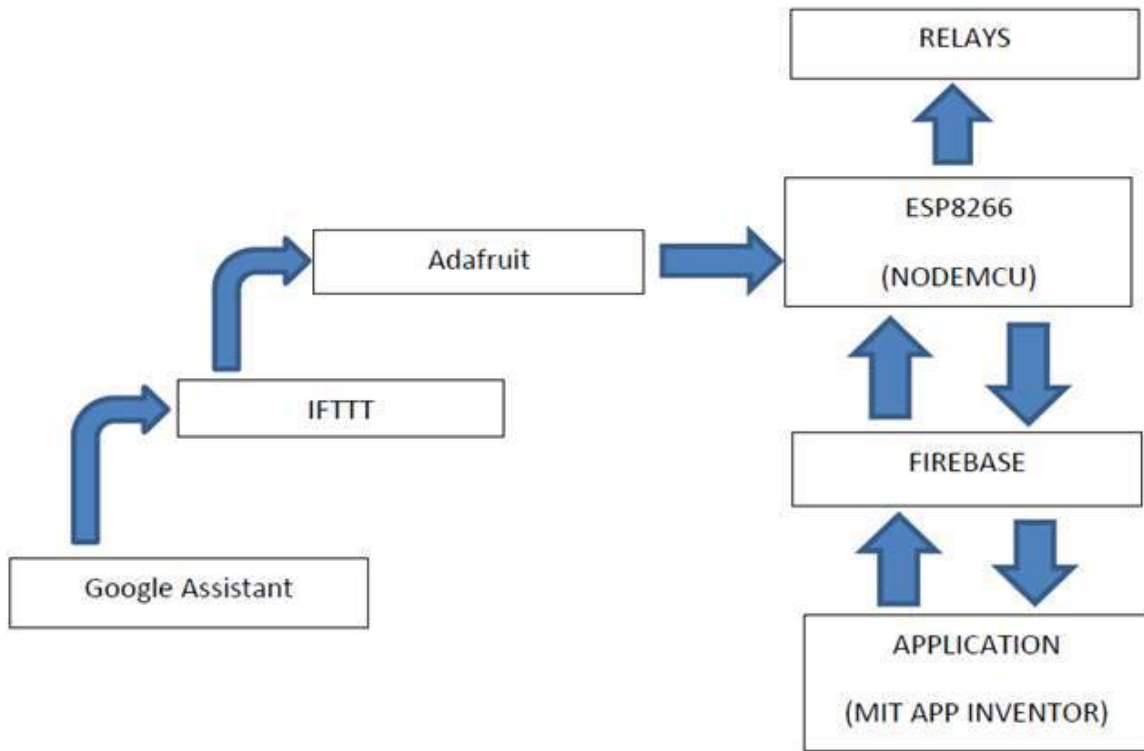 RELAYS
ESP8266
(NODEMCU)
Adafruit
IFTTT
FIREBASE
Google Assistant
APPLICATION
(MIT APP INVENTOR)